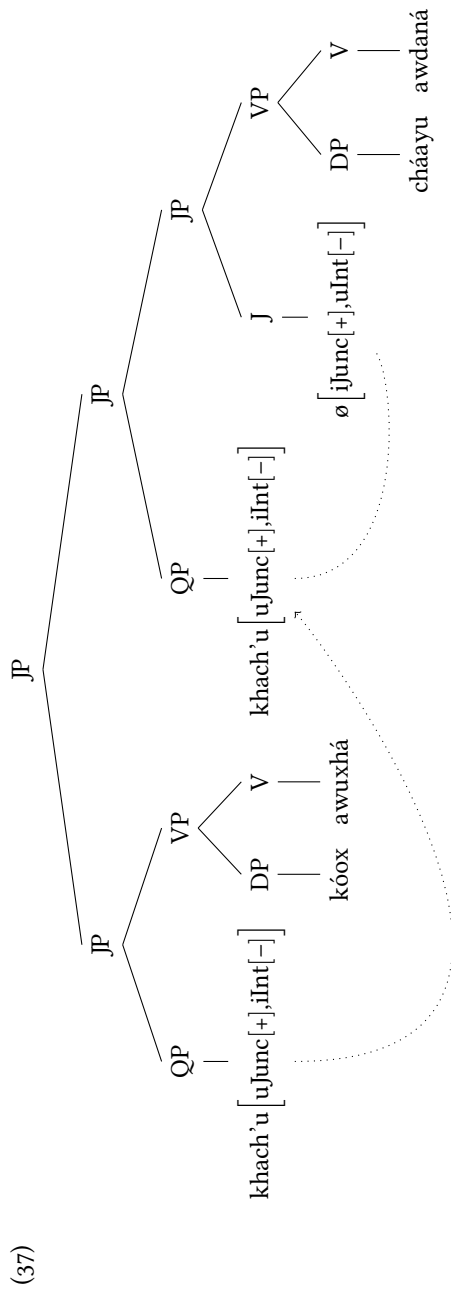 (37)
JP
JP JP
QP VP QP JP
khach'u [uJunc[+],iInt[−]] DP V khach'u [uJunc[+],iInt[−]] J VP
kóox awuxhá ø [iJunc[+],uInt[−]] DP V
cháayu awdaná